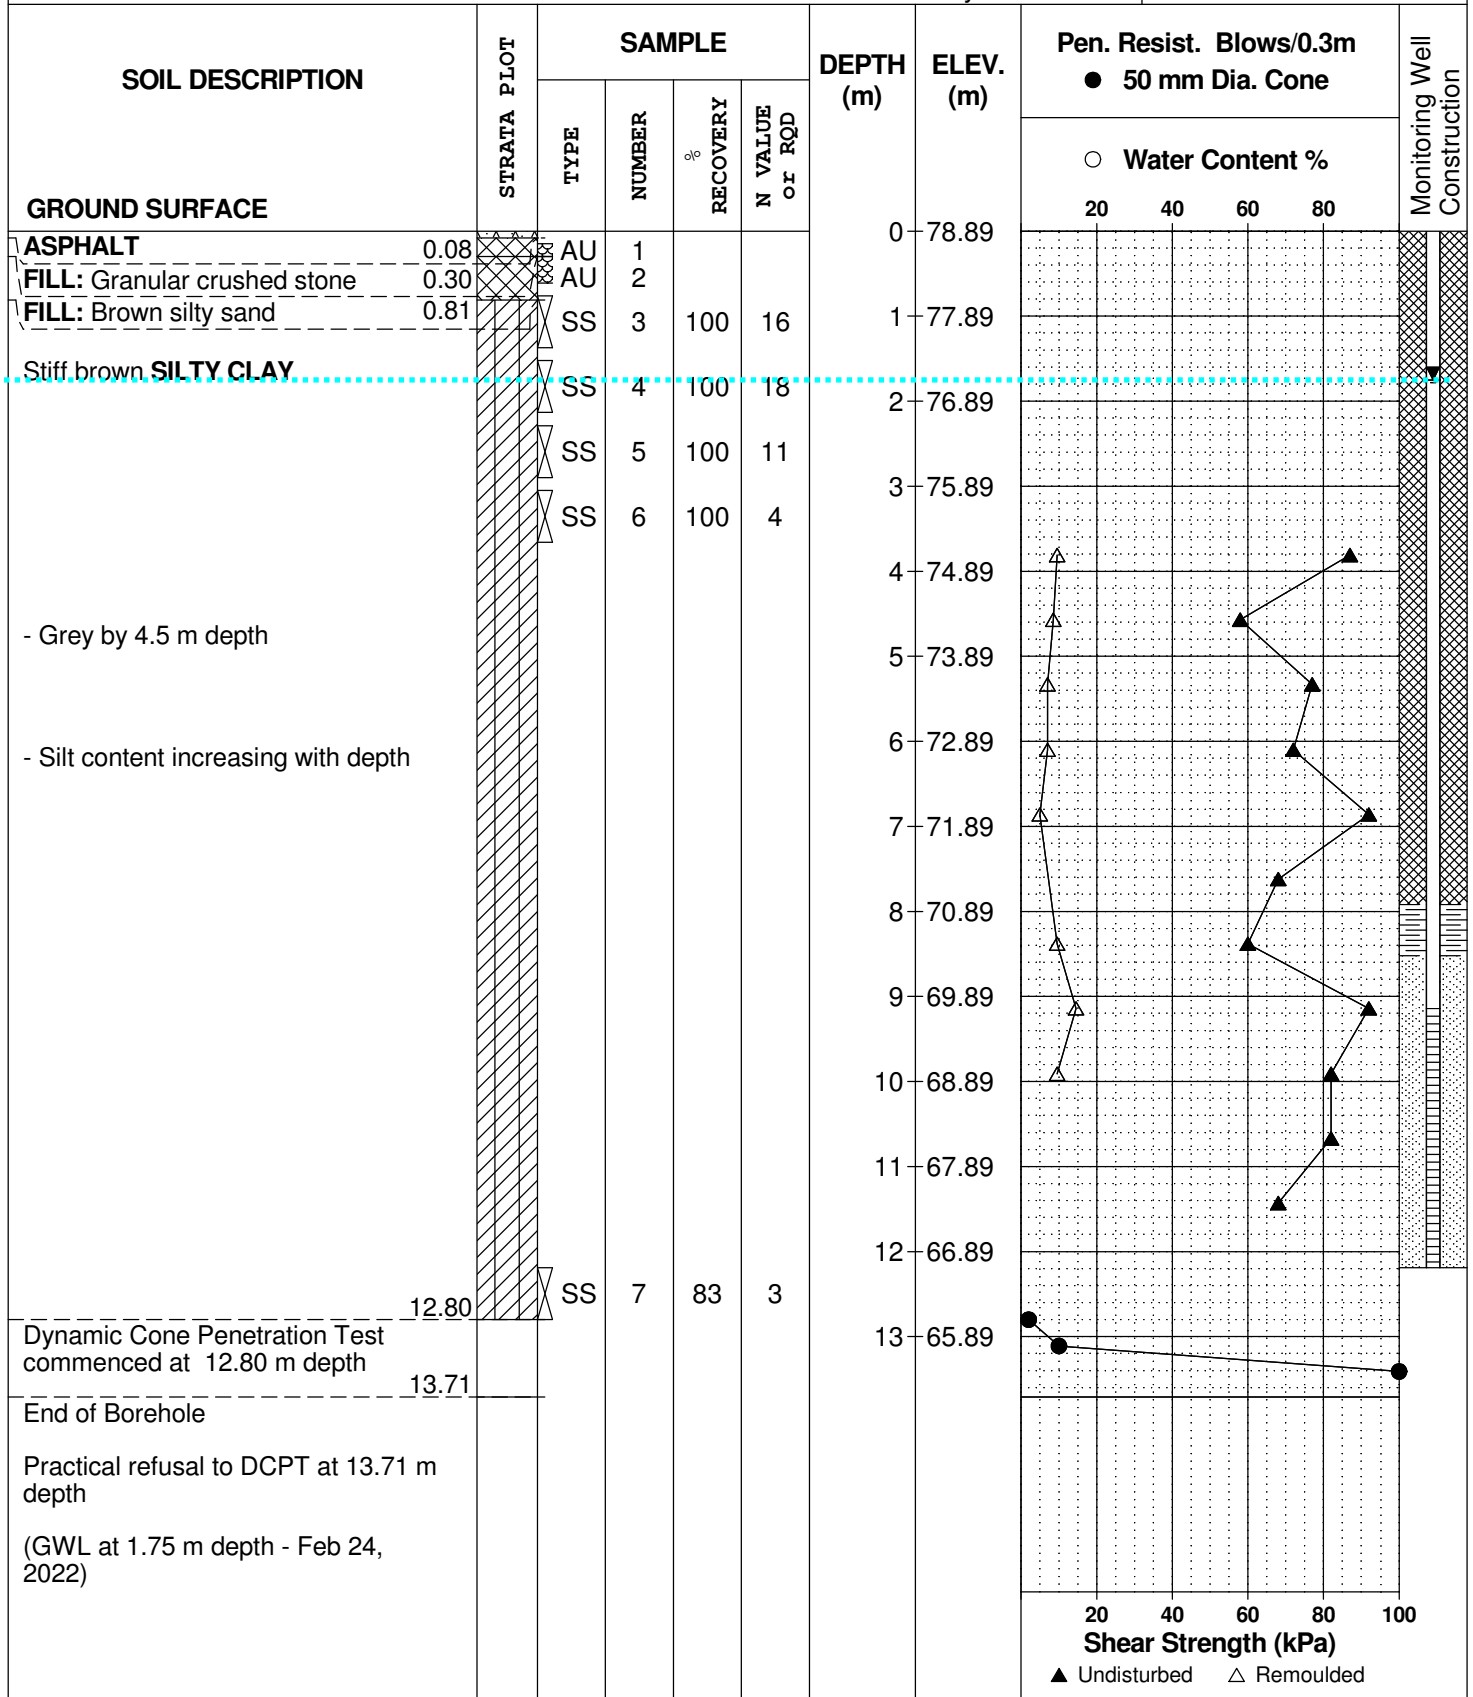 SOIL DESCRIPTION
GROUND SURFACE
STRATA PLOT
SAMPLE
TYPE
NUMBER
%
RECOVERY
N VALUE
or RQD
DEPTH
(m)
ELEV.
(m)
Pen. Resist. Blows/0.3m
● 50 mm Dia. Cone
○ Water Content %
20 40 60 80
Monitoring Well
Construction
0 78.89
ASPHALT 0.08
AU 1
FILL: Granular crushed stone 0.30
AU 2
FILL: Brown silty sand 0.81
SS 3 100 16
1 77.89
Stiff brown SILTY CLAY
SS 4 100 18
2 76.89
SS 5 100 11
3 75.89
SS 6 100 4
4 74.89
- Grey by 4.5 m depth
5 73.89
6 72.89
- Silt content increasing with depth
7 71.89
8 70.89
9 69.89
10 68.89
11 67.89
12 66.89
SS 7 83 3
12.80
Dynamic Cone Penetration Test
commenced at 12.80 m depth
13 65.89
13.71
End of Borehole
Practical refusal to DCPT at 13.71 m
depth
(GWL at 1.75 m depth - Feb 24,
2022)
20 40 60 80 100
Shear Strength (kPa)
▲ Undisturbed △ Remoulded